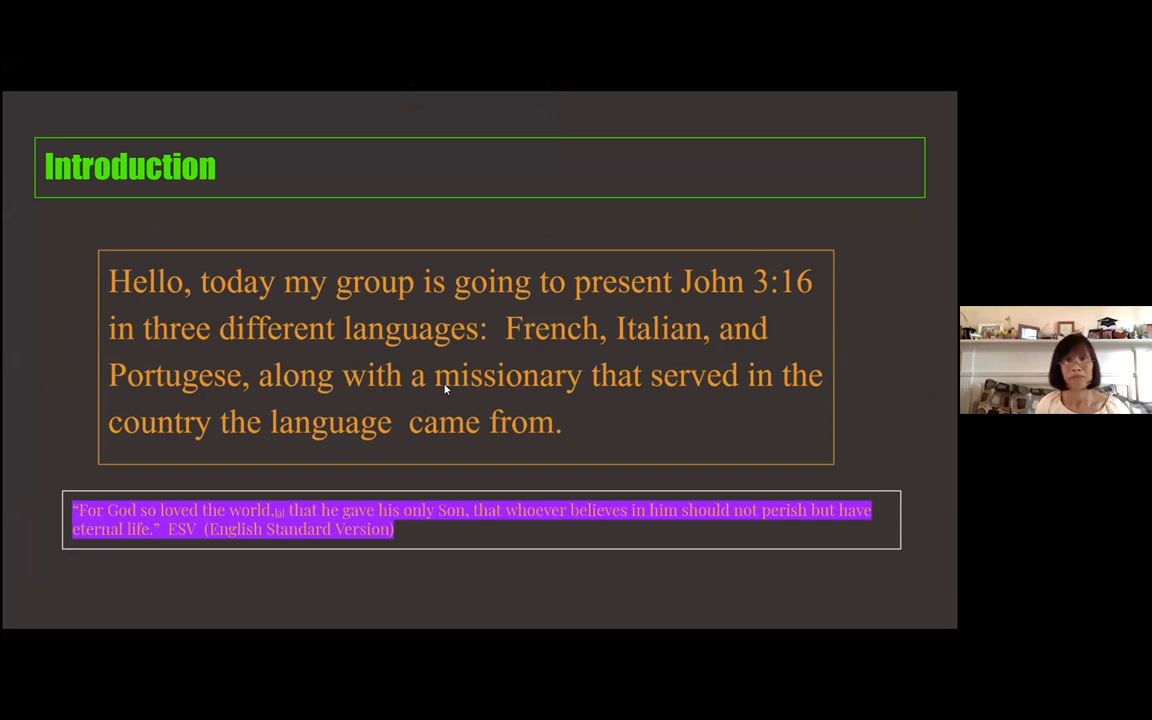 Introduction
Hello, today my group is going to present John 3:16
in three different languages:  French, Italian, and
Portugese, along with a missionary that served in the
country the language  came from.
“For God so loved the world,[a] that he gave his only Son, that whoever believes in him should not perish but have
eternal life.”  ESV  (English Standard Version)